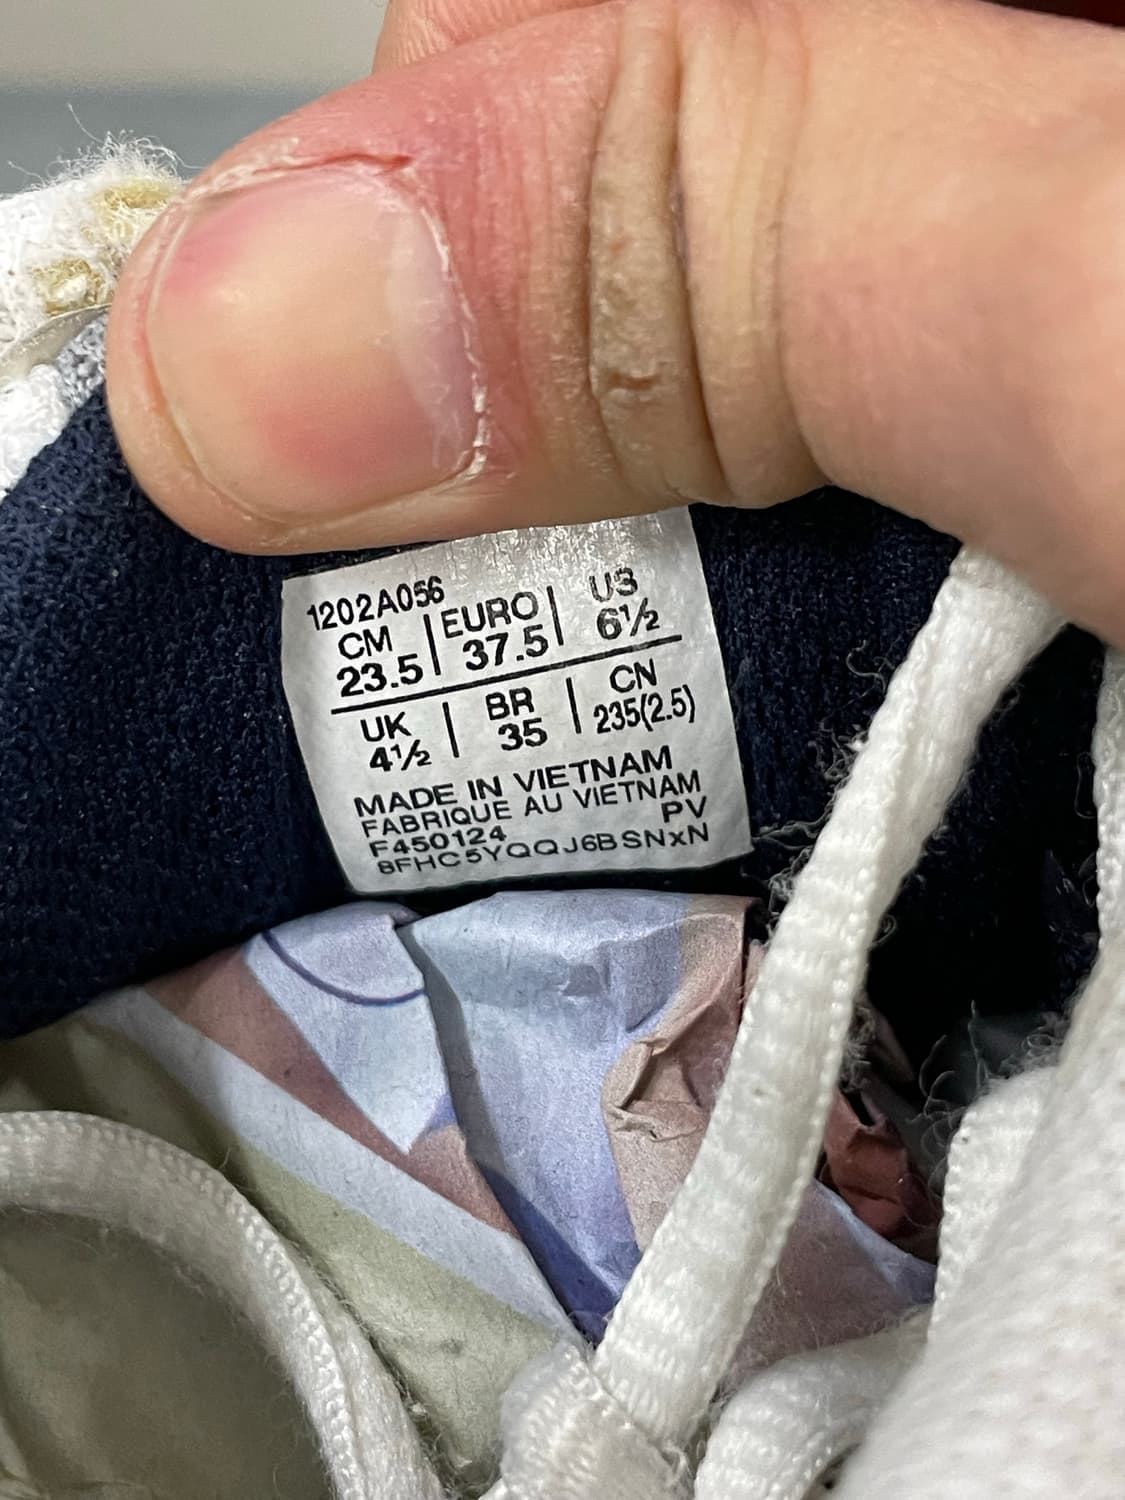 1202A056
CM | EURO | US
23.5 | 37.5 | 6½
UK | BR | CN
4½ | 35 | 235(2.5)
MADE IN VIETNAM
FABRIQUE AU VIETNAM
F450124 PV
8FHC5YQQJ6BSNxN